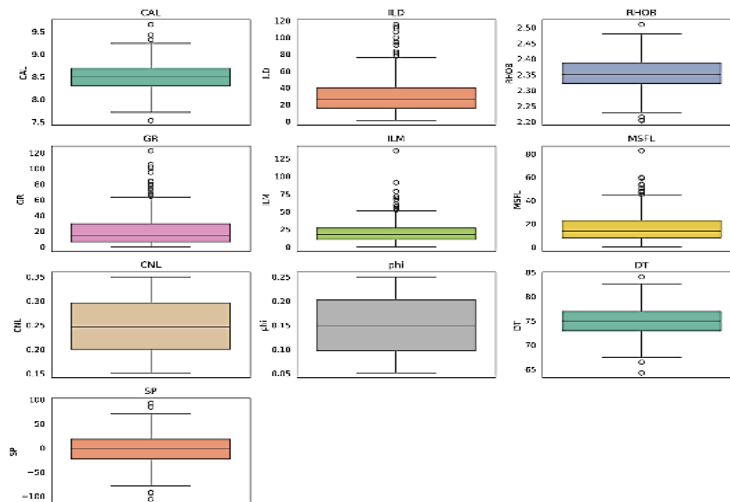 CAL
9.5
9.0
8.5
8.0
7.5
CAL
ILD
120
100
80
60
40
20
0
ILD
RHOB
2.50
2.45
2.40
2.35
2.30
2.25
2.20
RHOB
GR
120
100
80
60
40
20
0
GR
ILM
125
100
75
50
25
0
ILM
MSFL
80
60
40
20
0
MSFL
CNL
0.35
0.30
0.25
0.20
0.15
CNL
phi
0.25
0.20
0.15
0.10
0.05
phi
DT
85
80
75
70
65
DT
SP
100
50
0
−50
−100
SP